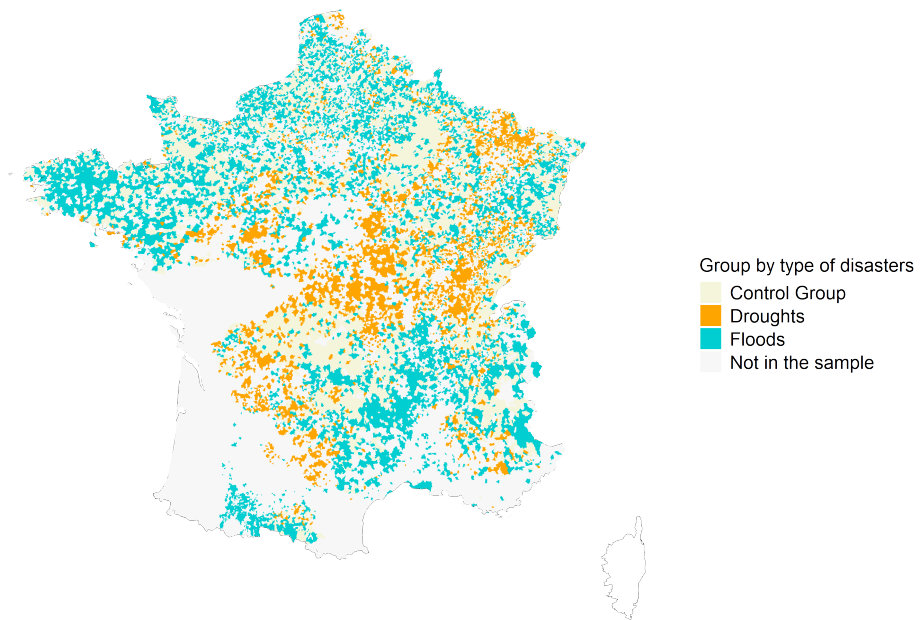 Group by type of disasters
Control Group
Droughts
Floods
Not in the sample